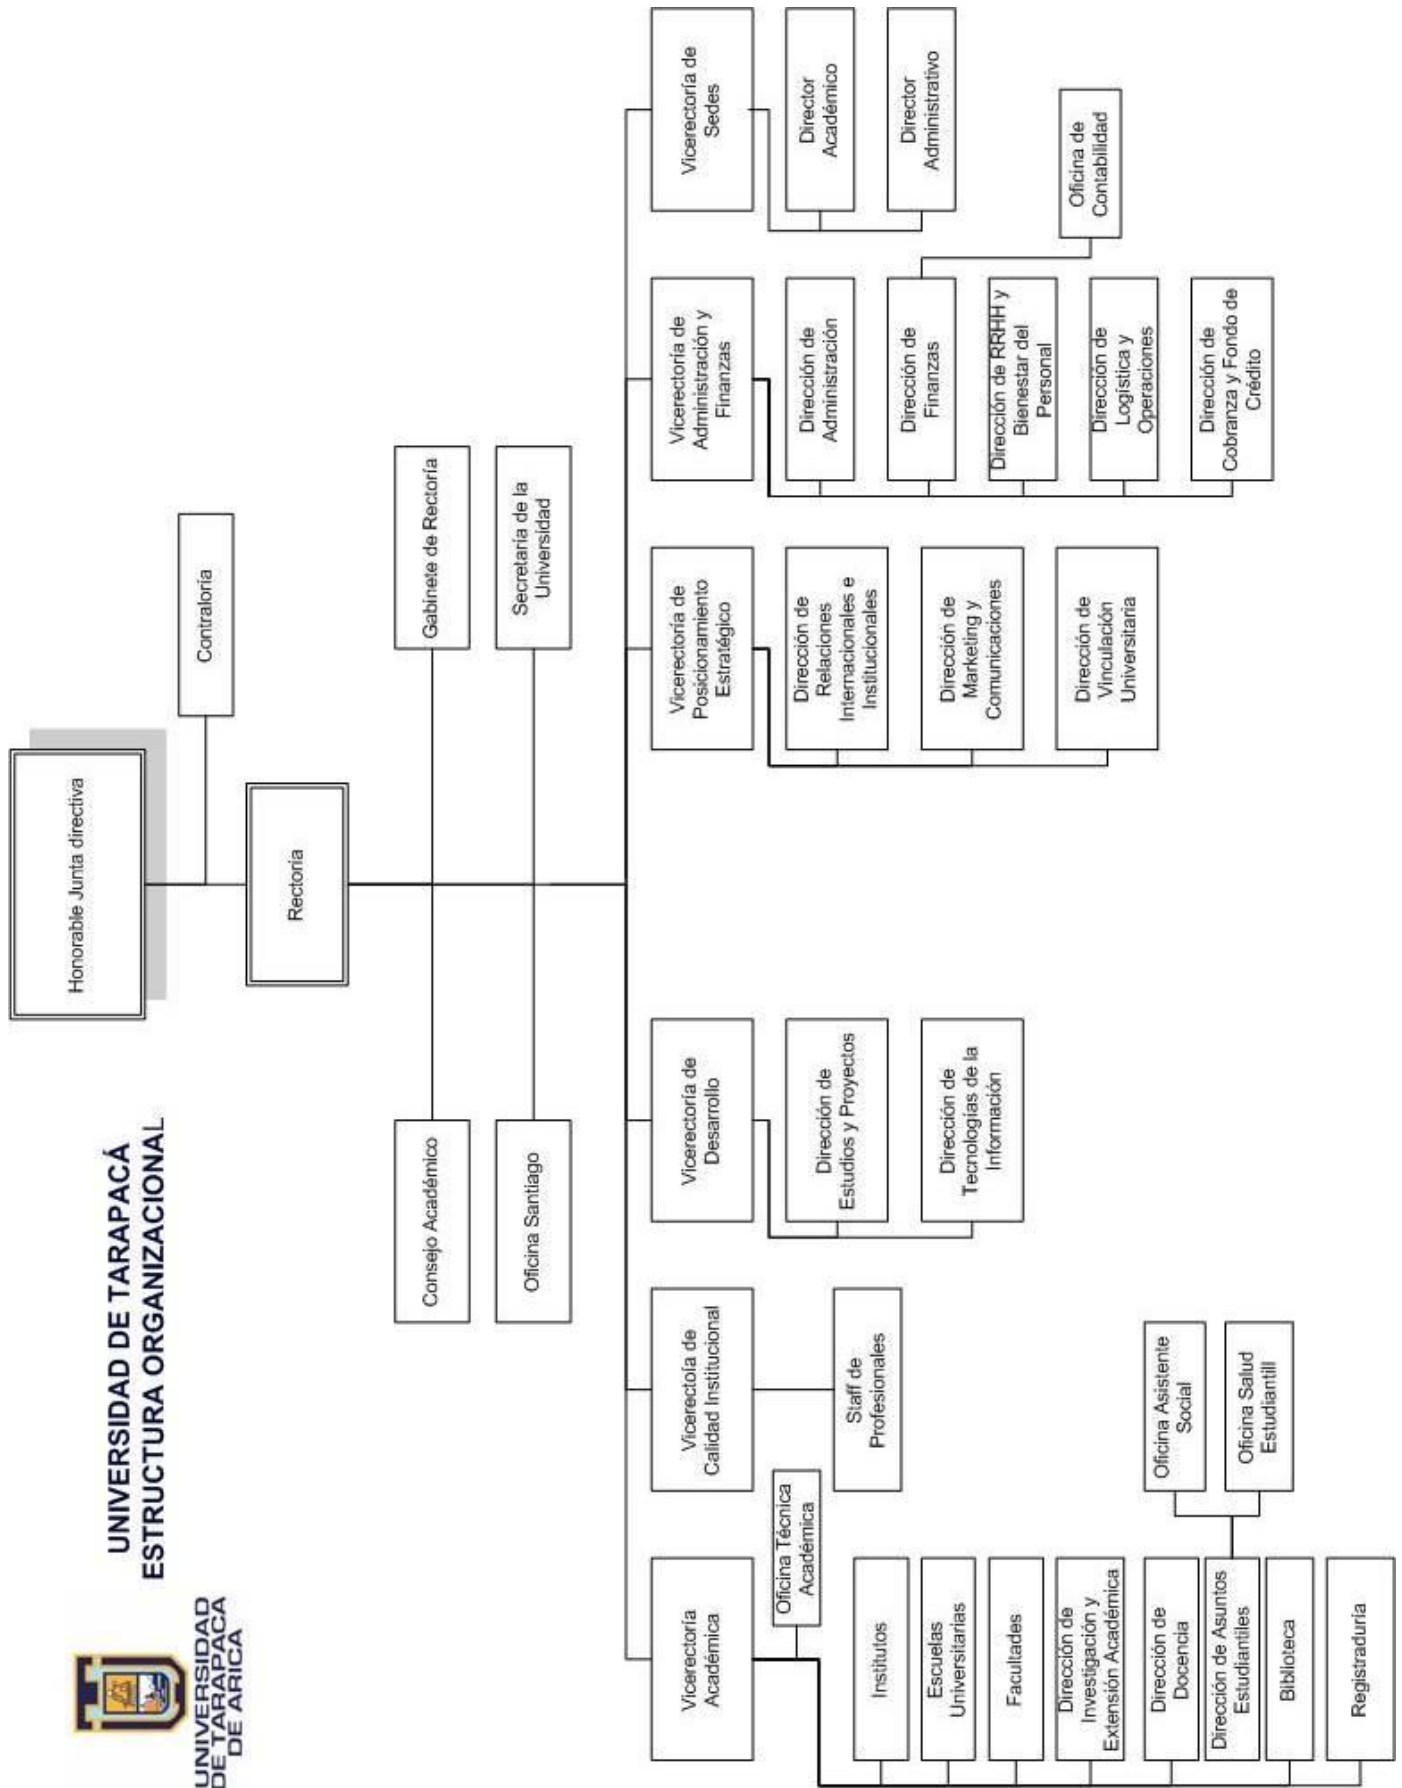 UNIVERSIDAD
DE TARAPACA
DE ARICA
UNIVERSIDAD DE TARAPACÁ
ESTRUCTURA ORGANIZACIONAL
Honorable Junta directiva
Contraloria
Rectoria
Consejo Académico
Gabinete de Rectoría
Oficina Santiago
Secretaria de la
Universidad
Vicerectoría
Académica
Oficina Técnica
Académica
Institutos
Escuelas
Universitarias
Facultades
Dirección de
Investigación y
Extensión Académica
Dirección de
Docencia
Dirección de Asuntos
Estudiantiles
Oficina Asistente
Social
Oficina Salud
Estudiantill
Biblioteca
Registraduría
Vicerectoía de
Calidad Institucional
Staff de
Profesionales
Vicerectoría de
Desarrollo
Dirección de
Estudios y Proyectos
Dirección de
Tecnologías de la
Información
Vicerectoría de
Posicionamiento
Estratégico
Dirección de
Relaciones
Internacionales e
Institucionales
Dirección de
Marketing y
Comunicaciones
Dirección de
Vinculación
Universitaria
Vicerectoría de
Administración y
Finanzas
Dirección de
Administración
Dirección de
Finanzas
Oficina de
Contabilidad
Dirección de RRHH y
Bienestar del
Personal
Dirección de
Logística y
Operaciones
Dirección de
Cobranza y Fondo de
Crédito
Vicerectoría de
Sedes
Director
Académico
Director
Administrativo